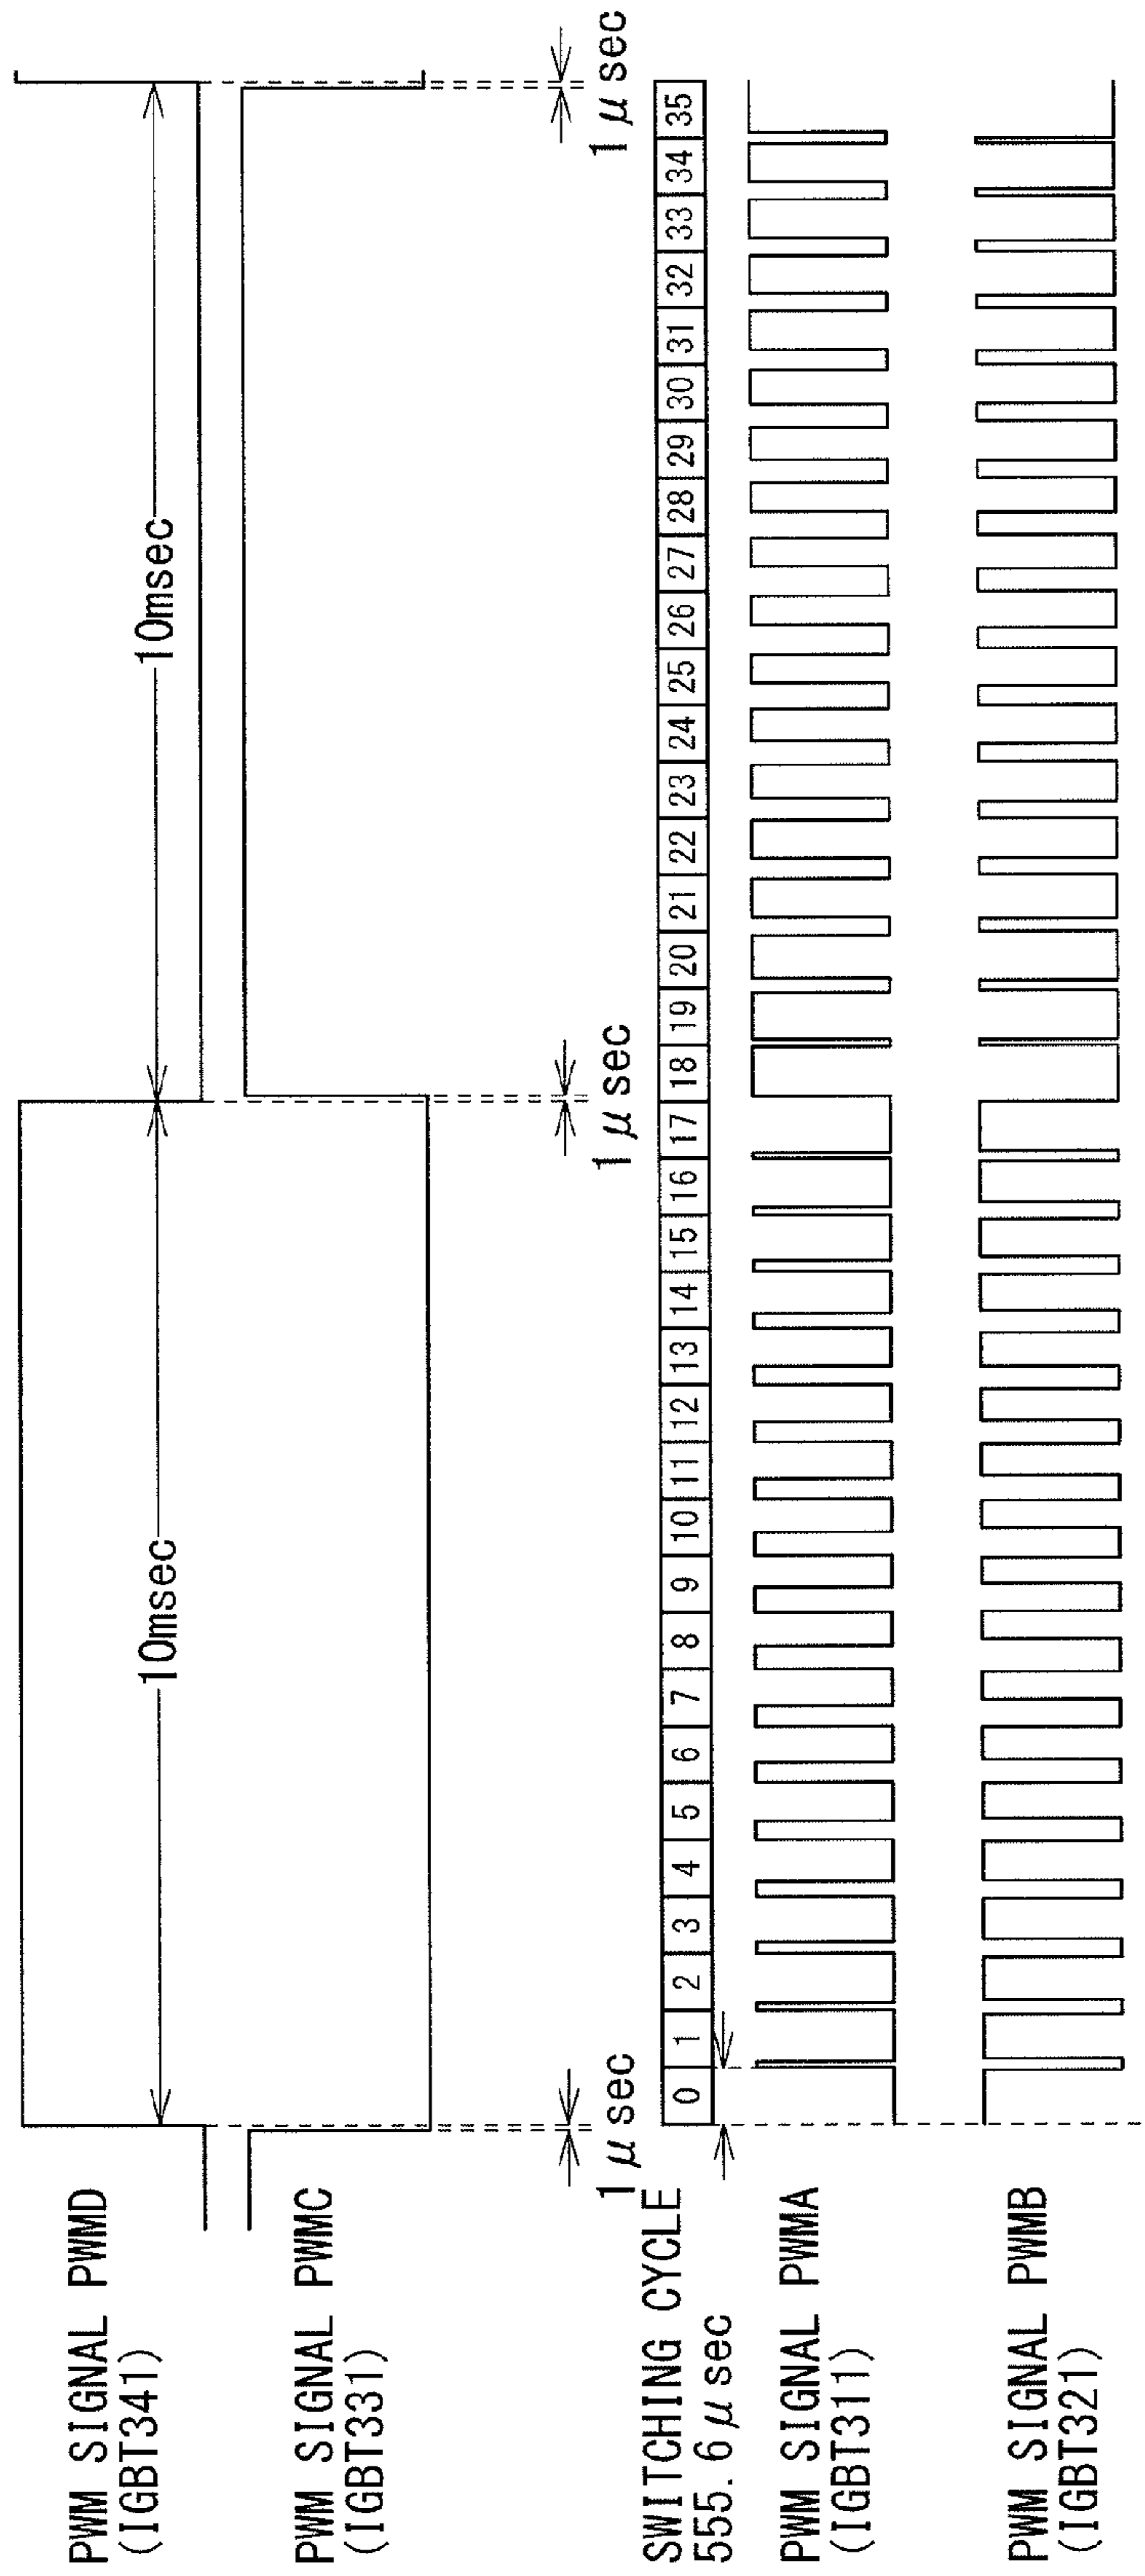 PWM SIGNAL PWMD
(IGBT341)
10msec
10msec
PWM SIGNAL PWMC
(IGBT331)
1μsec
1μsec
1μsec
SWITCHING CYCLE
555.6μsec
0 1 2 3 4 5 6 7 8 9 10 11 12 13 14 15 16 17 18 19 20 21 22 23 24 25 26 27 28 29 30 31 32 33 34 35
PWM SIGNAL PWMA
(IGBT311)
PWM SIGNAL PWMB
(IGBT321)